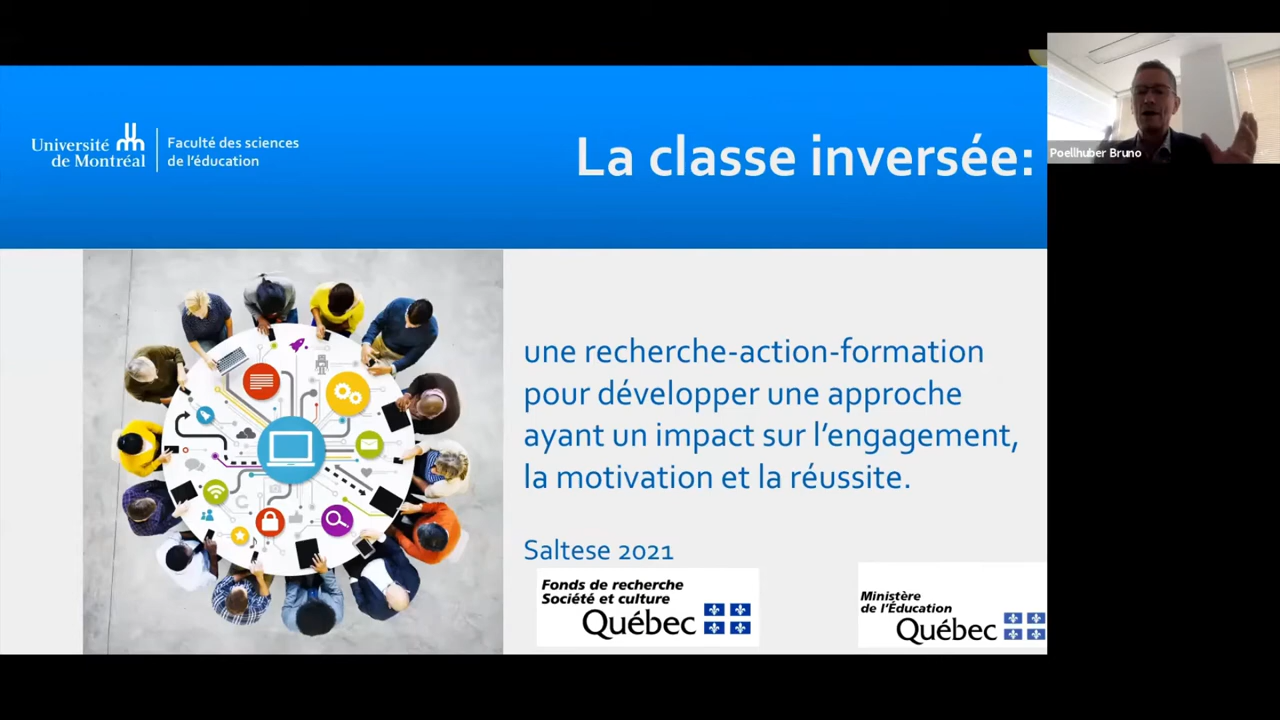 Université
de Montréal
Faculté des sciences
de l'éducation
La classe inversée:
Poellhuber Bruno
une recherche-action-formation
pour développer une approche
ayant un impact sur l'engagement,
la motivation et la réussite.
Saltese 2021
Fonds de recherche
Société et culture
Québec
Ministère
de l'Éducation
Québec